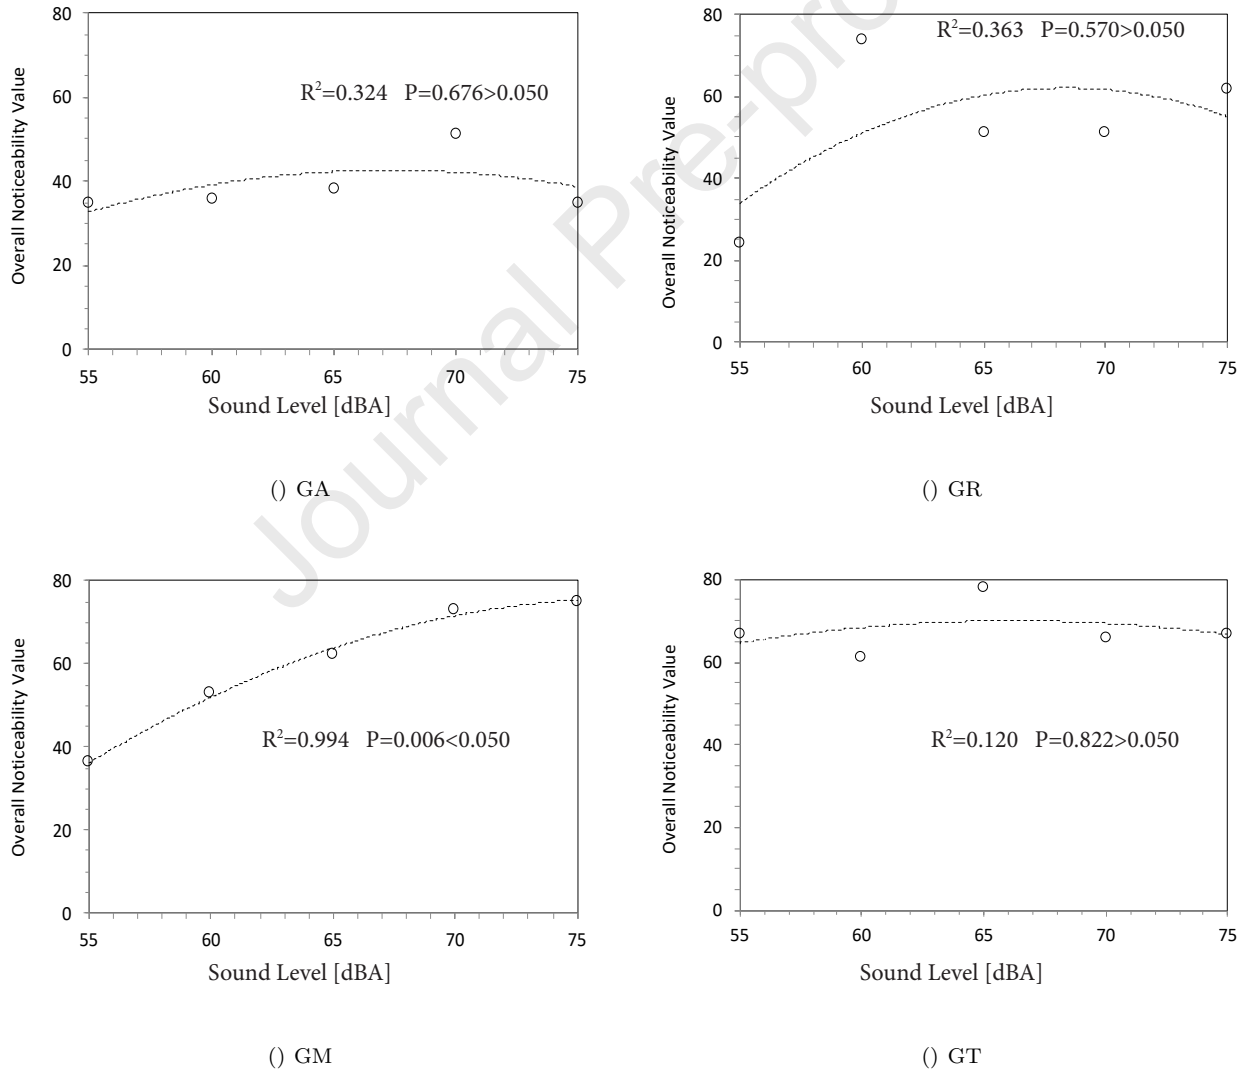 80
60
40
20
0
Overall Noticeability Value
R²=0.324 P=0.676>0.050
55 60 65 70 75
Sound Level [dBA]
() GA
80
60
40
20
0
Overall Noticeability Value
R²=0.363 P=0.570>0.050
55 60 65 70 75
Sound Level [dBA]
() GR
80
60
40
20
0
Overall Noticeability Value
R²=0.994 P=0.006<0.050
55 60 65 70 75
Sound Level [dBA]
() GM
80
60
40
20
0
Overall Noticeability Value
R²=0.120 P=0.822>0.050
55 60 65 70 75
Sound Level [dBA]
() GT
Journal Pre-pro